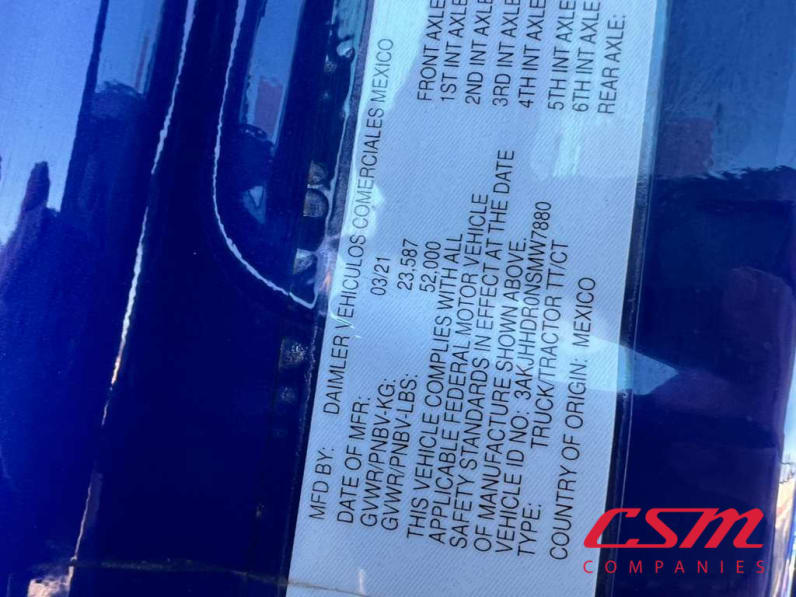 MFD BY: DAIMLER VEHICULOS COMERCIALES MEXICO
DATE OF MFR: 03/21
GVWR/PNBV-KG: 23,587
GVWR/PNBV-LBS: 52,000
THIS VEHICLE COMPLIES WITH ALL
APPLICABLE FEDERAL MOTOR VEHICLE
SAFETY STANDARDS IN EFFECT AT THE DATE
OF MANUFACTURE SHOWN ABOVE.
VEHICLE ID NO: 3AKJHHDR0NSMW7880
TYPE: TRUCK/TRACTOR TT/CT
COUNTRY OF ORIGIN: MEXICO
FRONT AXLE
1ST INT AXLE
2ND INT AXLE
3RD INT AXLE
4TH INT AXLE
5TH INT AXLE
6TH INT AXLE
REAR AXLE:
CSM
COMPANIES